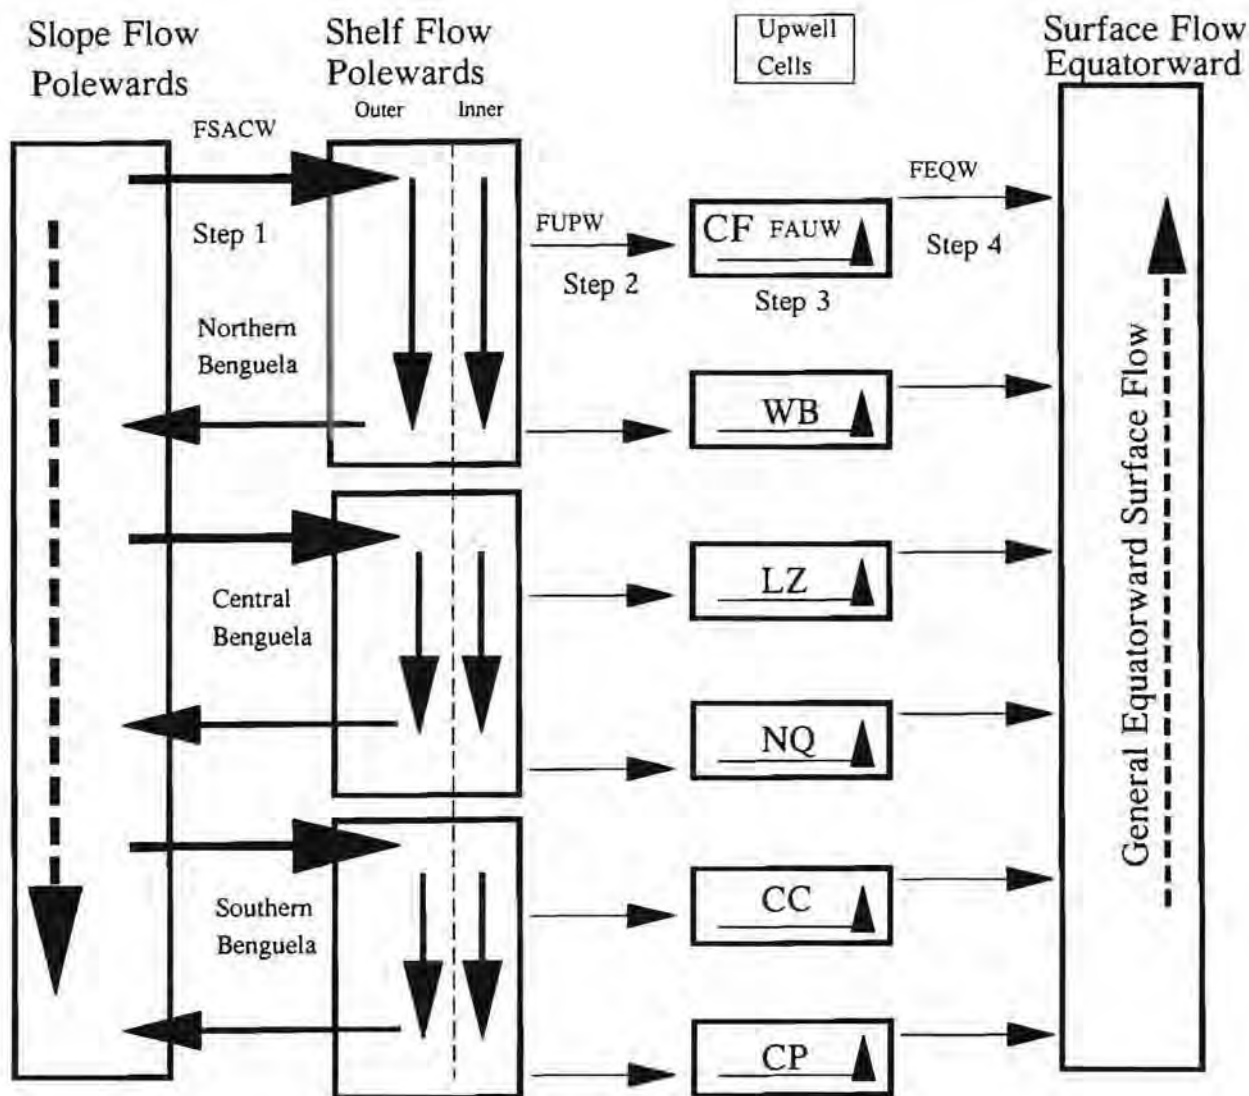 Slope Flow
Polewards
Shelf Flow
Polewards
Outer
Inner
Upwell
Cells
Surface Flow
Equatorward
FSACW
Step 1
FUPW
Step 2
CF FAUW
Step 3
FEQW
Step 4
Northern
Benguela
WB
Central
Benguela
LZ
NQ
Southern
Benguela
CC
CP
General Equatorward Surface Flow